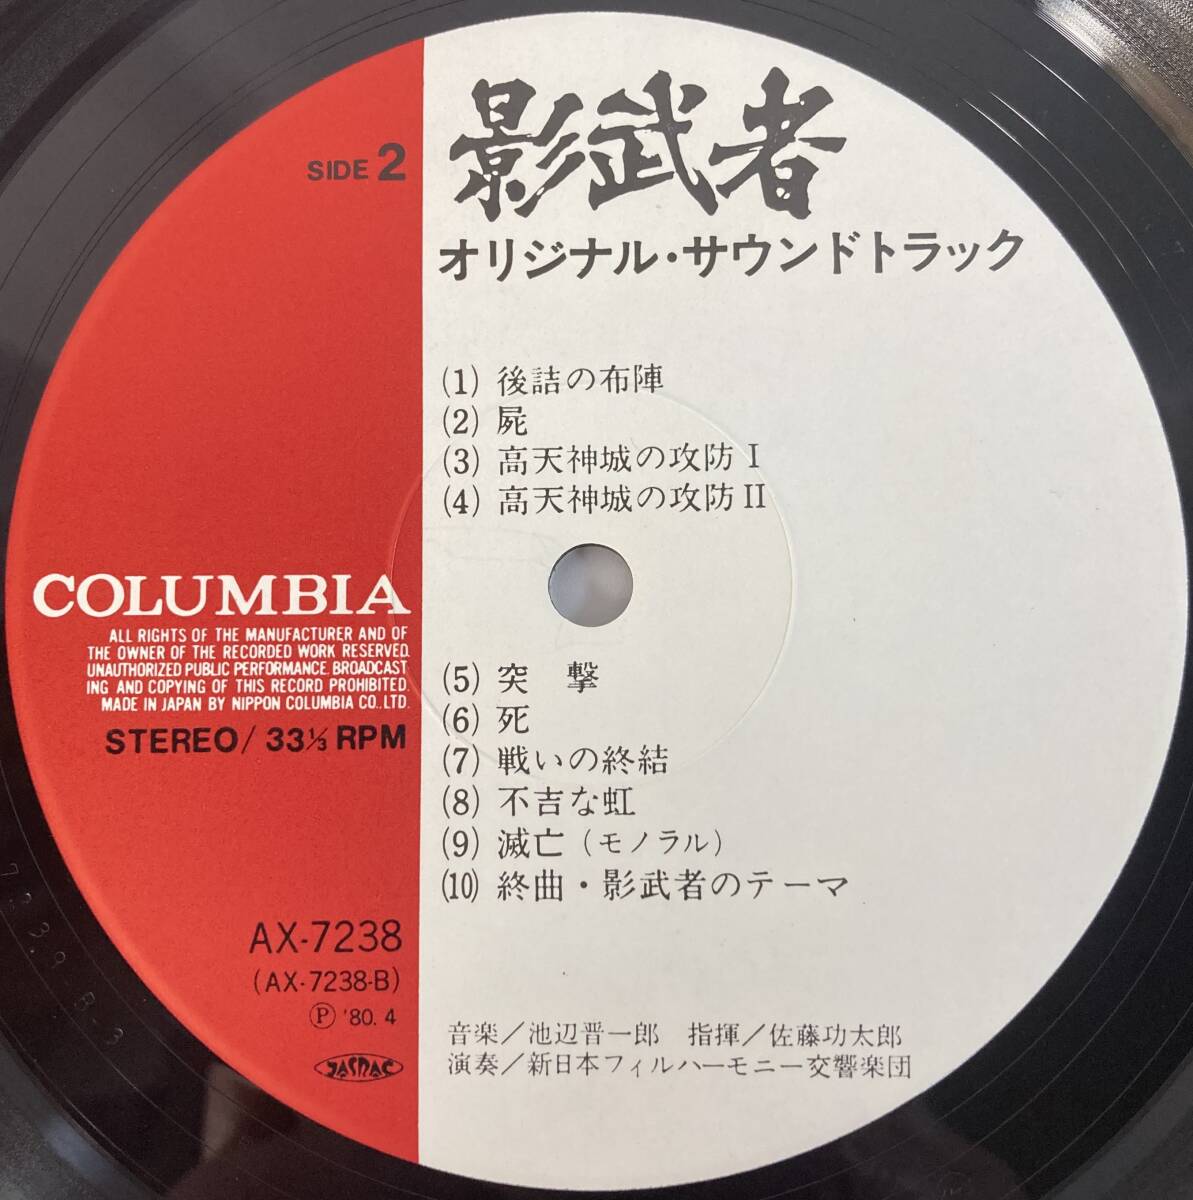 SIDE 2
影武者
オリジナル・サウンドトラック
(1) 後詰の布陣
(2) 屍
(3) 高天神城の攻防 I
(4) 高天神城の攻防 II
COLUMBIA
ALL RIGHTS OF THE MANUFACTURER AND OF
THE OWNER OF THE RECORDED WORK RESERVED.
UNAUTHORIZED PUBLIC PERFORMANCE. BROADCAST
ING AND COPYING OF THIS RECORD PROHIBITED.
MADE IN JAPAN BY NIPPON COLUMBIA CO.,LTD.
STEREO/ 33⅓ RPM
(5) 突 撃
(6) 死
(7) 戦いの終結
(8) 不吉な虹
(9) 滅亡（モノラル）
(10) 終曲・影武者のテーマ
AX-7238
(AX-7238-B)
Ⓟ '80. 4
JASRAC
音楽／池辺晋一郎 指揮／佐藤功太郎
演奏／新日本フィルハーモニー交響楽団